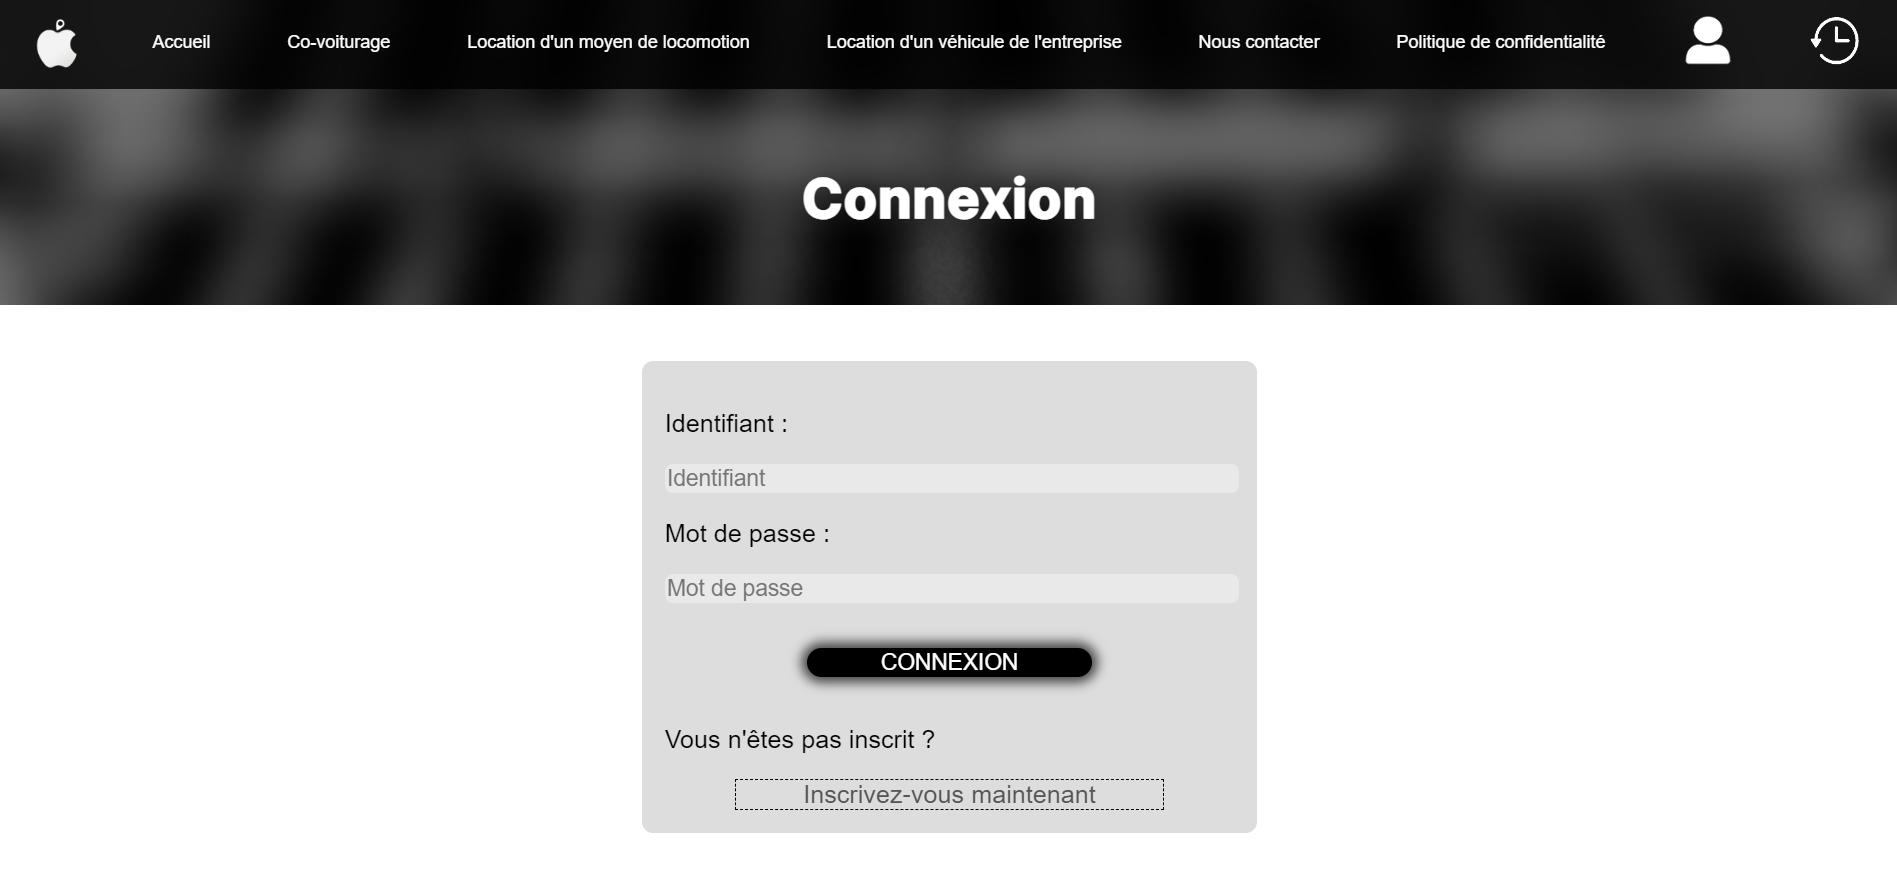 Accueil Co-voiturage Location d'un moyen de locomotion Location d'un véhicule de l'entreprise Nous contacter Politique de confidentialité
Connexion
Identifiant :
Identifiant
Mot de passe :
Mot de passe
CONNEXION
Vous n'êtes pas inscrit ?
Inscrivez-vous maintenant